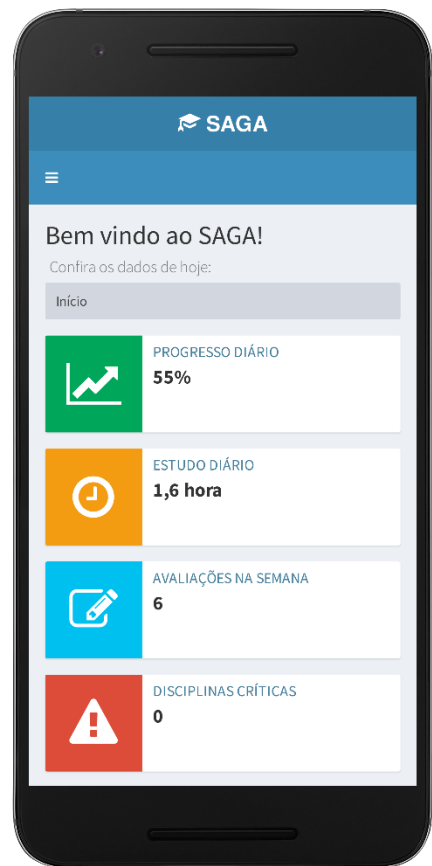 SAGA
Bem vindo ao SAGA!
Confira os dados de hoje:
Início
PROGRESSO DIÁRIO
55%
ESTUDO DIÁRIO
1,6 hora
AVALIAÇÕES NA SEMANA
6
DISCIPLINAS CRÍTICAS
0